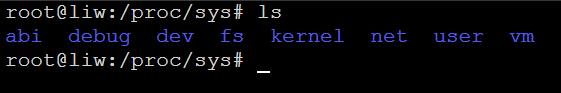 root@liw:/proc/sys# ls
abi debug dev fs kernel net user vm
root@liw:/proc/sys#